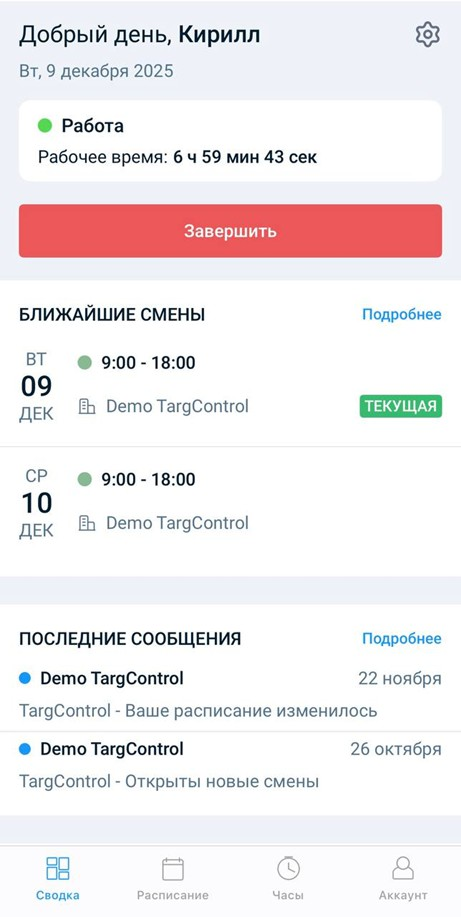 Добрый день, Кирилл
Вт, 9 декабря 2025
Работа
Рабочее время: 6 ч 59 мин 43 сек
Завершить
БЛИЖАЙШИЕ СМЕНЫ
Подробнее
ВТ
09
ДЕК
9:00 - 18:00
Demo TargControl
ТЕКУЩАЯ
СР
10
ДЕК
9:00 - 18:00
Demo TargControl
ПОСЛЕДНИЕ СООБЩЕНИЯ
Подробнее
Demo TargControl
22 ноября
TargControl - Ваше расписание изменилось
Demo TargControl
26 октября
TargControl - Открыты новые смены
Сводка
Расписание
Часы
Аккаунт